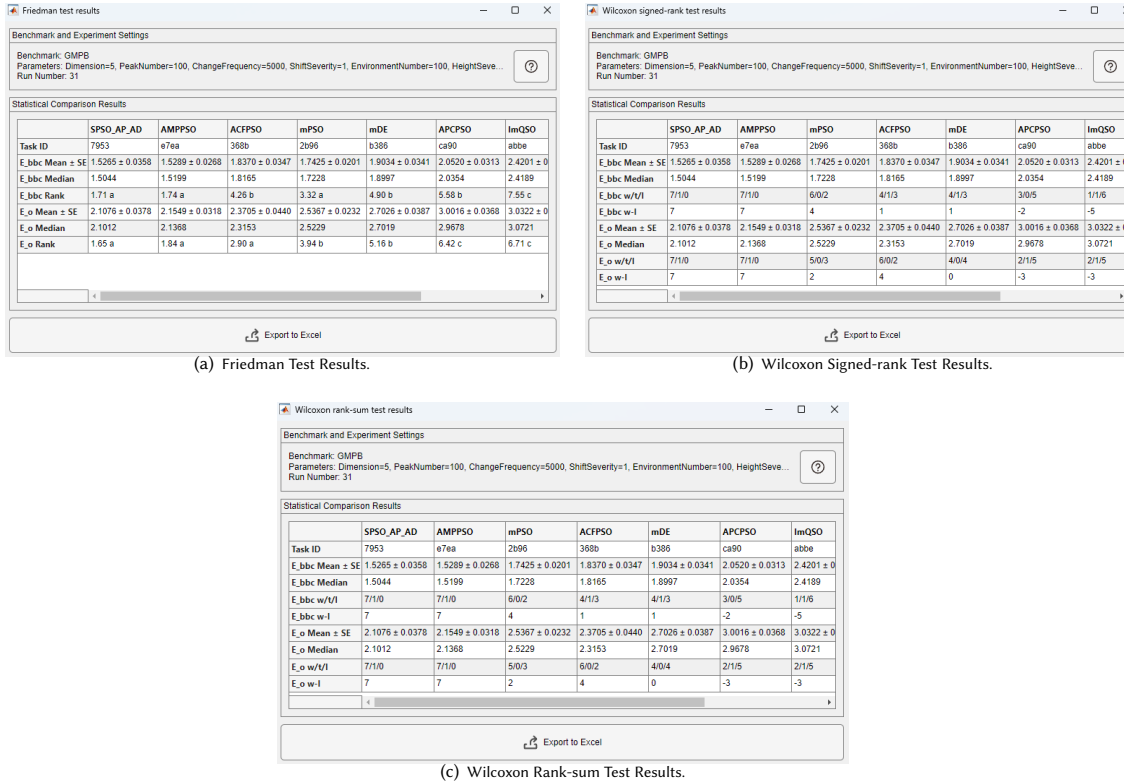 Friedman test results
Benchmark and Experiment Settings
Benchmark: GMPB
Parameters: Dimension=5, PeakNumber=100, ChangeFrequency=5000, ShiftSeverity=1, EnvironmentNumber=100, HeightSeve...
Run Number: 31
Statistical Comparison Results
SPSO_AP_AD AMPPSO ACFPSO mPSO mDE APCPSO ImQSO
Task ID 7953 e7ea 368b 2b96 b386 ca90 abbe
E_bbc Mean ± SE 1.5265 ± 0.0358 1.5289 ± 0.0268 1.8370 ± 0.0347 1.7425 ± 0.0201 1.9034 ± 0.0341 2.0520 ± 0.0313 2.4201 ± 0
E_bbc Median 1.5044 1.5199 1.8165 1.7228 1.8997 2.0354 2.4189
E_bbc Rank 1.71 a 1.74 a 4.26 b 3.32 a 4.90 b 5.58 b 7.55 c
E_o Mean ± SE 2.1076 ± 0.0378 2.1549 ± 0.0318 2.3705 ± 0.0440 2.5367 ± 0.0232 2.7026 ± 0.0387 3.0016 ± 0.0368 3.0322 ± 0
E_o Median 2.1012 2.1368 2.3153 2.5229 2.7019 2.9678 3.0721
E_o Rank 1.65 a 1.84 a 2.90 a 3.94 b 5.16 b 6.42 c 6.71 c
Export to Excel
(a) Friedman Test Results.
Wilcoxon signed-rank test results
Benchmark and Experiment Settings
Benchmark: GMPB
Parameters: Dimension=5, PeakNumber=100, ChangeFrequency=5000, ShiftSeverity=1, EnvironmentNumber=100, HeightSeve...
Run Number: 31
Statistical Comparison Results
SPSO_AP_AD AMPPSO mPSO ACFPSO mDE APCPSO ImQSO
Task ID 7953 e7ea 2b96 368b b386 ca90 abbe
E_bbc Mean ± SE 1.5265 ± 0.0358 1.5289 ± 0.0268 1.7425 ± 0.0201 1.8370 ± 0.0347 1.9034 ± 0.0341 2.0520 ± 0.0313 2.4201 ± 0
E_bbc Median 1.5044 1.5199 1.7228 1.8165 1.8997 2.0354 2.4189
E_bbc w/t/l 7/1/0 7/1/0 6/0/2 4/1/3 4/1/3 3/0/5 1/1/6
E_bbc w-l 7 7 4 1 1 -2 -5
E_o Mean ± SE 2.1076 ± 0.0378 2.1549 ± 0.0318 2.5367 ± 0.0232 2.3705 ± 0.0440 2.7026 ± 0.0387 3.0016 ± 0.0368 3.0322 ± 0
E_o Median 2.1012 2.1368 2.5229 2.3153 2.7019 2.9678 3.0721
E_o w/t/l 7/1/0 7/1/0 5/0/3 6/0/2 4/0/4 2/1/5 2/1/5
E_o w-l 7 7 2 4 0 -3 -3
Export to Excel
(b) Wilcoxon Signed-rank Test Results.
Wilcoxon rank-sum test results
Benchmark and Experiment Settings
Benchmark: GMPB
Parameters: Dimension=5, PeakNumber=100, ChangeFrequency=5000, ShiftSeverity=1, EnvironmentNumber=100, HeightSeve...
Run Number: 31
Statistical Comparison Results
SPSO_AP_AD AMPPSO mPSO ACFPSO mDE APCPSO ImQSO
Task ID 7953 e7ea 2b96 368b b386 ca90 abbe
E_bbc Mean ± SE 1.5265 ± 0.0358 1.5289 ± 0.0268 1.7425 ± 0.0201 1.8370 ± 0.0347 1.9034 ± 0.0341 2.0520 ± 0.0313 2.4201 ± 0
E_bbc Median 1.5044 1.5199 1.7228 1.8165 1.8997 2.0354 2.4189
E_bbc w/t/l 7/1/0 7/1/0 6/0/2 4/1/3 4/1/3 3/0/5 1/1/6
E_bbc w-l 7 7 4 1 1 -2 -5
E_o Mean ± SE 2.1076 ± 0.0378 2.1549 ± 0.0318 2.5367 ± 0.0232 2.3705 ± 0.0440 2.7026 ± 0.0387 3.0016 ± 0.0368 3.0322 ± 0
E_o Median 2.1012 2.1368 2.5229 2.3153 2.7019 2.9678 3.0721
E_o w/t/l 7/1/0 7/1/0 5/0/3 6/0/2 4/0/4 2/1/5 2/1/5
E_o w-l 7 7 2 4 0 -3 -3
Export to Excel
(c) Wilcoxon Rank-sum Test Results.